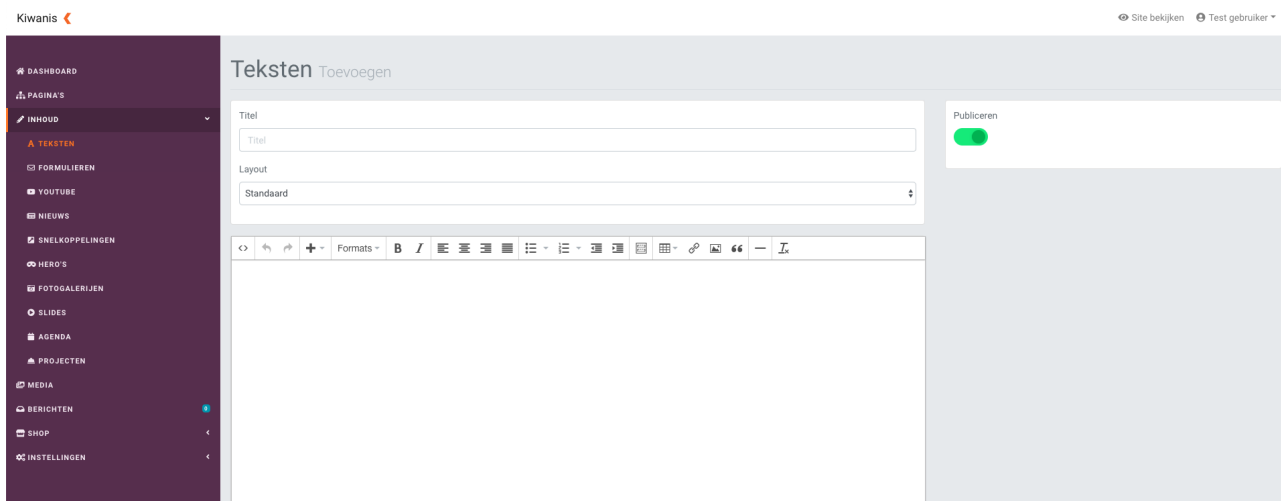 Kiwanis
Site bekijken
Test gebruiker
DASHBOARD
PAGINA'S
INHOUD
TEKSTEN
FORMULIEREN
YOUTUBE
NIEUWS
SNELKOPPELINGEN
HERO'S
FOTOGALERIJEN
SLIDES
AGENDA
PROJECTEN
MEDIA
BERICHTEN 0
SHOP
INSTELLINGEN
Teksten Toevoegen
Titel
Titel
Layout
Standaard
Formats
Publiceren